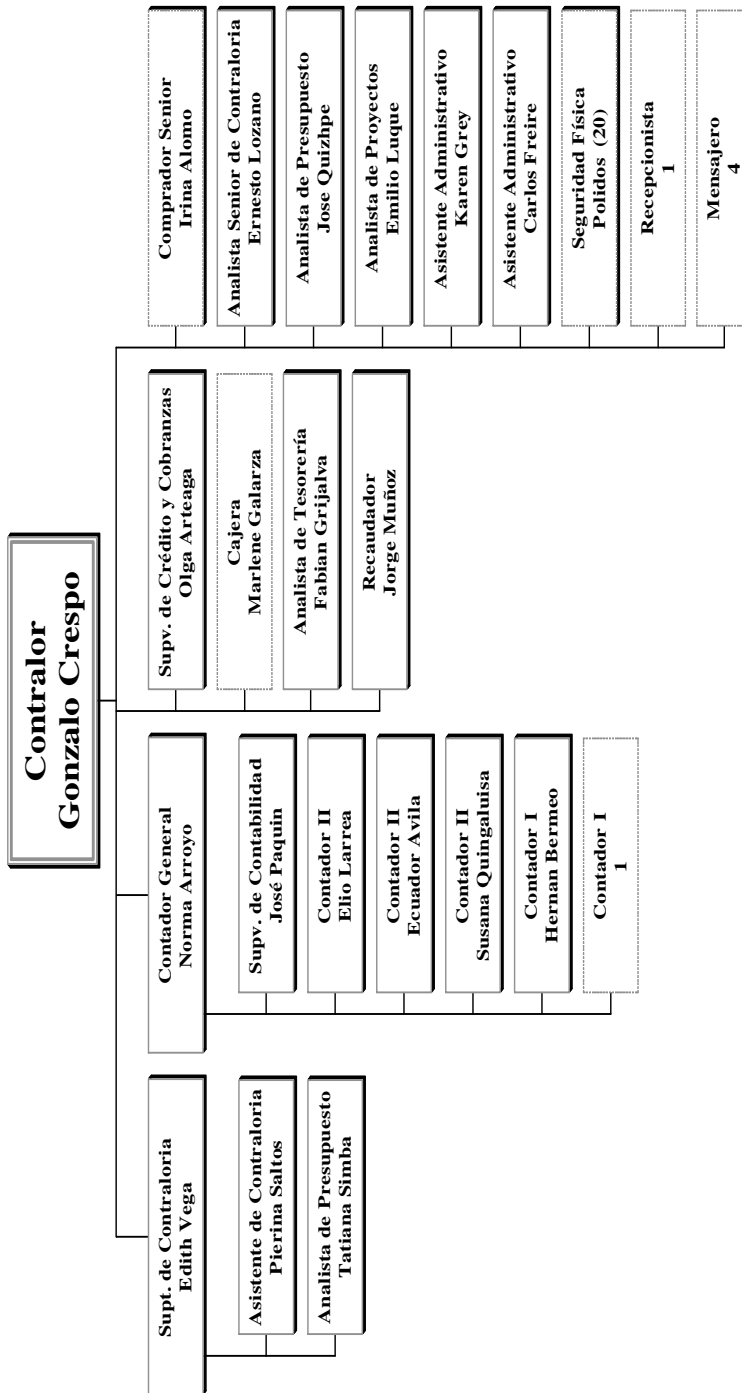 Contralor
Gonzalo Crespo
Supt. de Contraloria
Edith Vega
Asistente de Contraloria
Pierina Saltos
Analista de Presupuesto
Tatiana Simba
Contador General
Norma Arroyo
Supv. de Contabilidad
José Paquin
Contador II
Elio Larrea
Contador II
Ecuador Avila
Contador II
Susana Quingaluisa
Contador I
Hernan Bermeo
Contador I
1
Supv. de Crédito y Cobranzas
Olga Arteaga
Cajera
Marlene Galarza
Analista de Tesorería
Fabian Grijalva
Recaudador
Jorge Muñoz
Comprador Senior
Irina Alomo
Analista Senior de Contraloria
Ernesto Lozano
Analista de Presupuesto
Jose Quizhpe
Analista de Proyectos
Emilio Luque
Asistente Administrativo
Karen Grey
Asistente Administrativo
Carlos Freire
Seguridad Física
Polidos (20)
Recepcionista
1
Mensajero
4